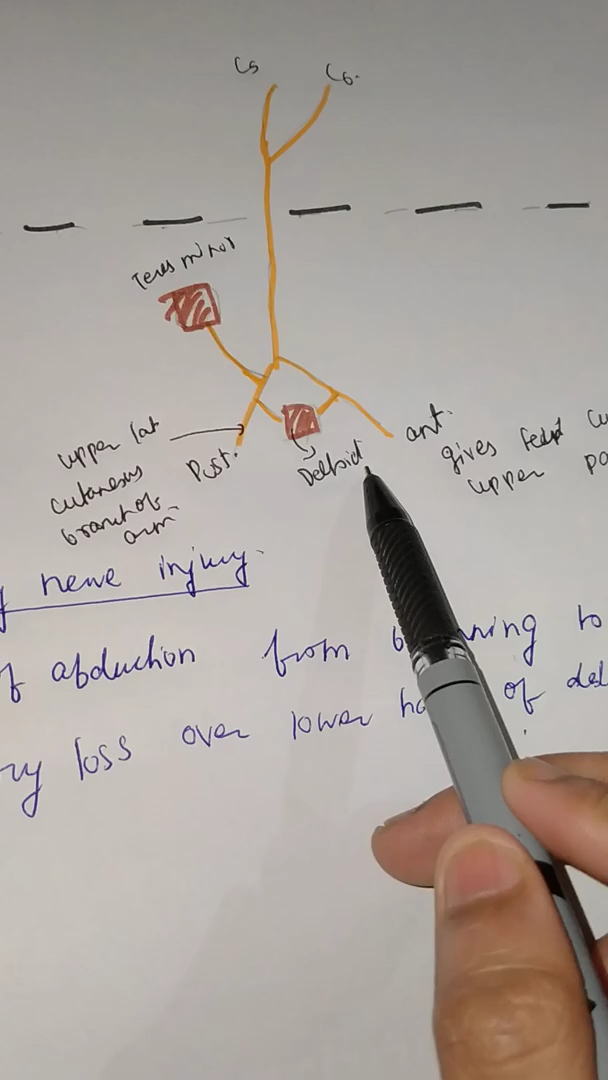 C5 C6.
Teres minor
upper lat
cutaneous
branch of
arm
Post.
Deltoid
ant.
gives
upper
nerve injury.
of abduction from to
loss over lower of del